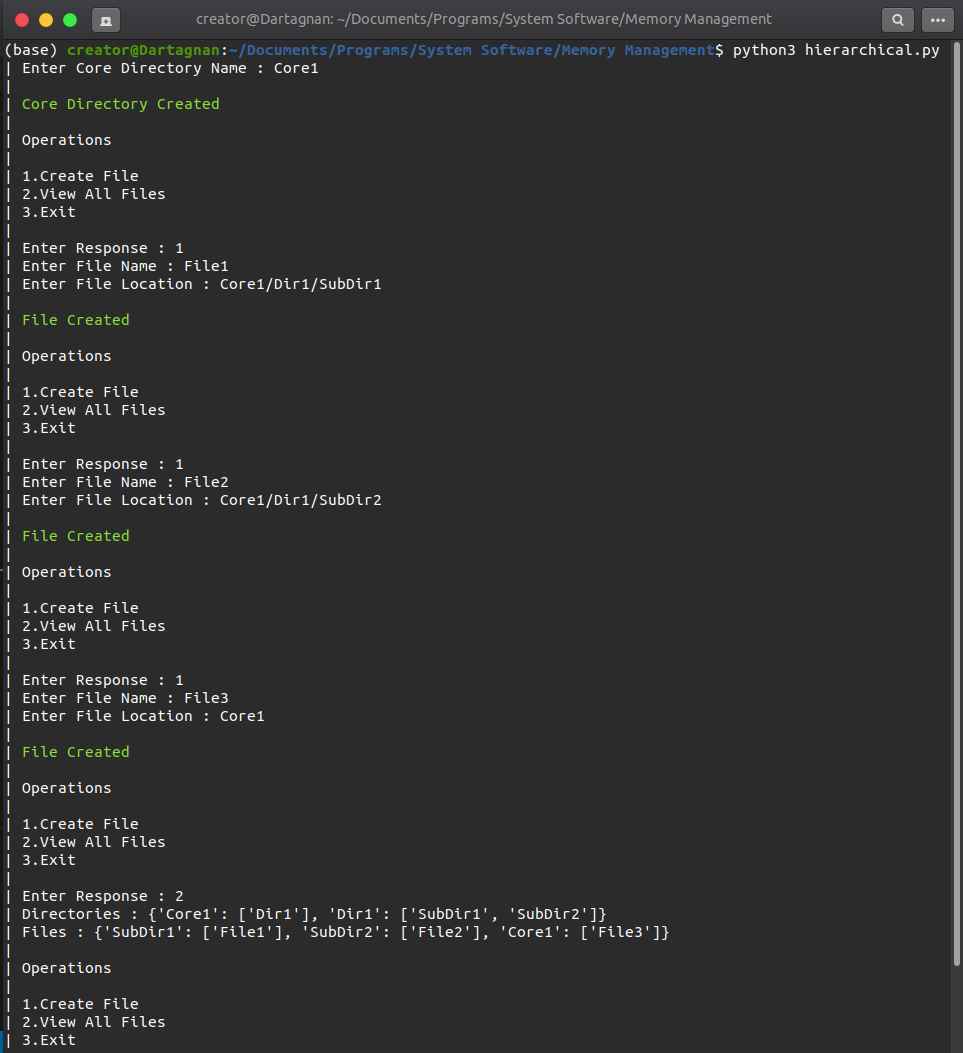 creator@Dartagnan: ~/Documents/Programs/System Software/Memory Management
(base) creator@Dartagnan:~/Documents/Programs/System Software/Memory Management$ python3 hierarchical.py
| Enter Core Directory Name : Core1
|
| Core Directory Created
|
| Operations
|
| 1.Create File
| 2.View All Files
| 3.Exit
|
| Enter Response : 1
| Enter File Name : File1
| Enter File Location : Core1/Dir1/SubDir1
|
| File Created
|
| Operations
|
| 1.Create File
| 2.View All Files
| 3.Exit
|
| Enter Response : 1
| Enter File Name : File2
| Enter File Location : Core1/Dir1/SubDir2
|
| File Created
|
| Operations
|
| 1.Create File
| 2.View All Files
| 3.Exit
|
| Enter Response : 1
| Enter File Name : File3
| Enter File Location : Core1
|
| File Created
|
| Operations
|
| 1.Create File
| 2.View All Files
| 3.Exit
|
| Enter Response : 2
| Directories : {'Core1': ['Dir1'], 'Dir1': ['SubDir1', 'SubDir2']}
| Files : {'SubDir1': ['File1'], 'SubDir2': ['File2'], 'Core1': ['File3']}
|
| Operations
|
| 1.Create File
| 2.View All Files
| 3.Exit